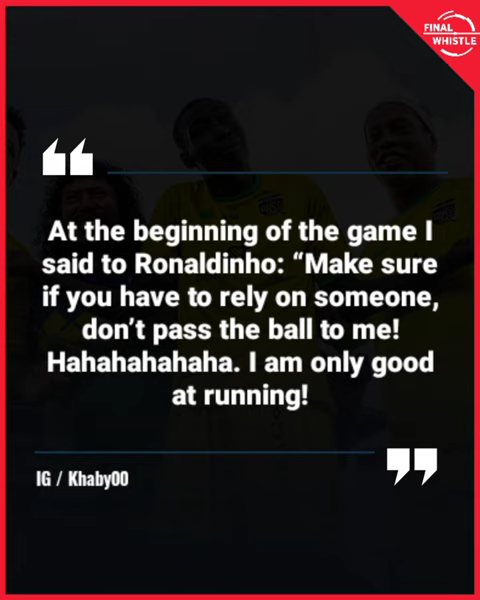 FINAL
WHISTLE
“
At the beginning of the game I
said to Ronaldinho: “Make sure
if you have to rely on someone,
don’t pass the ball to me!
Hahahahahaha. I am only good
at running!
”
IG / Khaby00